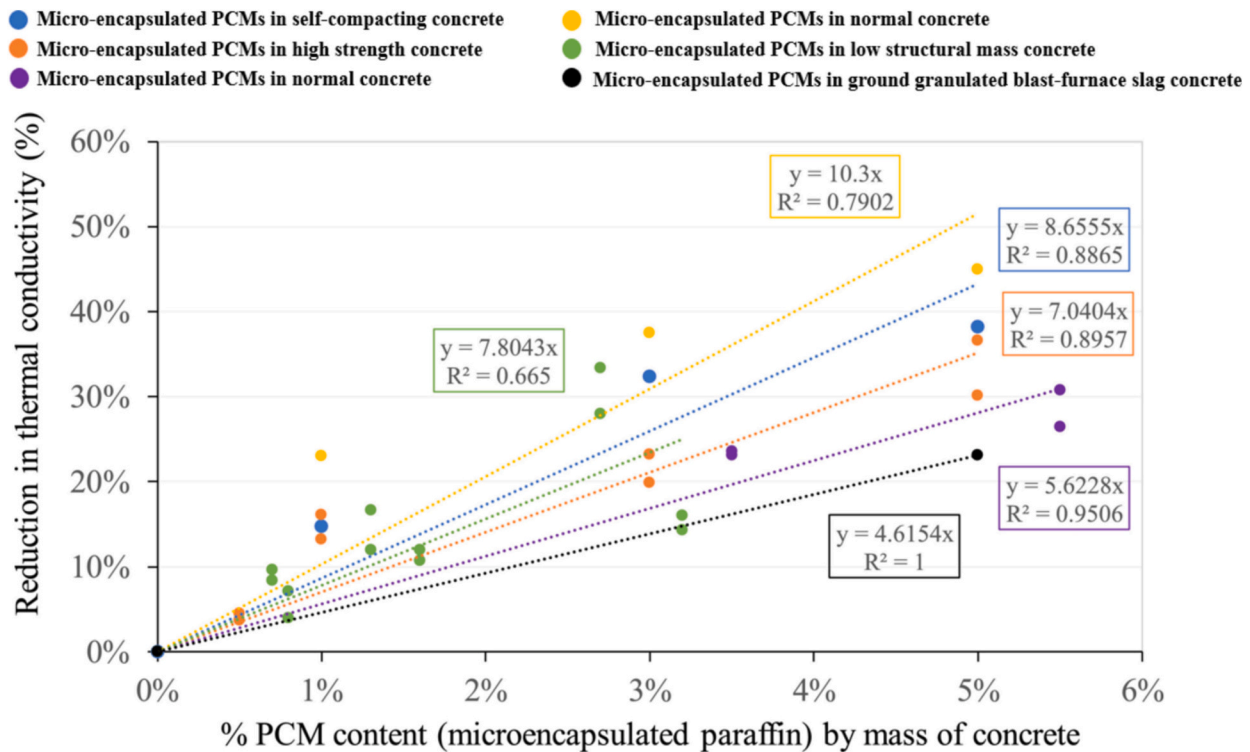 Micro-encapsulated PCMs in self-compacting concrete
Micro-encapsulated PCMs in normal concrete
Micro-encapsulated PCMs in high strength concrete
Micro-encapsulated PCMs in low structural mass concrete
Micro-encapsulated PCMs in normal concrete
Micro-encapsulated PCMs in ground granulated blast-furnace slag concrete
Reduction in thermal conductivity (%)
60%
50%
40%
30%
20%
10%
0%
y = 10.3x
R² = 0.7902
y = 8.6555x
R² = 0.8865
y = 7.0404x
R² = 0.8957
y = 7.8043x
R² = 0.665
y = 5.6228x
R² = 0.9506
y = 4.6154x
R² = 1
0%
1%
2%
3%
4%
5%
6%
% PCM content (microencapsulated paraffin) by mass of concrete